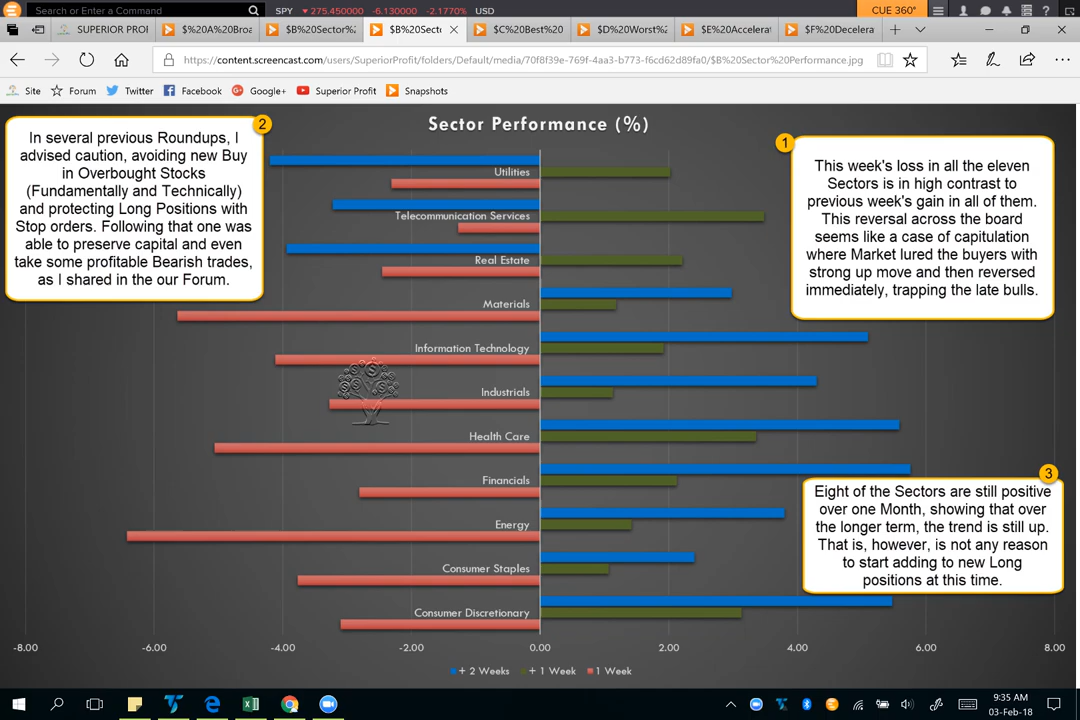 Search or Enter a Command
SPY ▼ 275.450000 -6.130000 -2.1770% USD
CUE 360°
SUPERIOR PROF
$%20A%20Broa
$B%20Sector%
$B%20Secto
$C%20Best%20
$D%20Worst%
$E%20Accelera
$F%20Decelera
https://content.screencast.com/users/SuperiorProfit/folders/Default/media/70f8f39e-769f-4aa3-b773-f6cd62d89fa0/$B%20Sector%20Performance.jpg
Site
Forum
Twitter
Facebook
Google+
Superior Profit
Snapshots
Sector Performance (%)
2
In several previous Roundups, I
advised caution, avoiding new Buy
in Overbought Stocks
(Fundamentally and Technically)
and protecting Long Positions with
Stop orders. Following that one was
able to preserve capital and even
take some profitable Bearish trades,
as I shared in the our Forum.
1
This week's loss in all the eleven
Sectors is in high contrast to
previous week's gain in all of them.
This reversal across the board
seems like a case of capitulation
where Market lured the buyers with
strong up move and then reversed
immediately, trapping the late bulls.
Utilities
Telecommunication Services
Real Estate
Materials
Information Technology
Industrials
Health Care
Financials
Energy
Consumer Staples
Consumer Discretionary
3
Eight of the Sectors are still positive
over one Month, showing that over
the longer term, the trend is still up.
That is, however, is not any reason
to start adding to new Long
positions at this time.
-8.00 -6.00 -4.00 -2.00 0.00 2.00 4.00 6.00 8.00
+ 2 Weeks + 1 Week 1 Week
9:35 AM
03-Feb-18